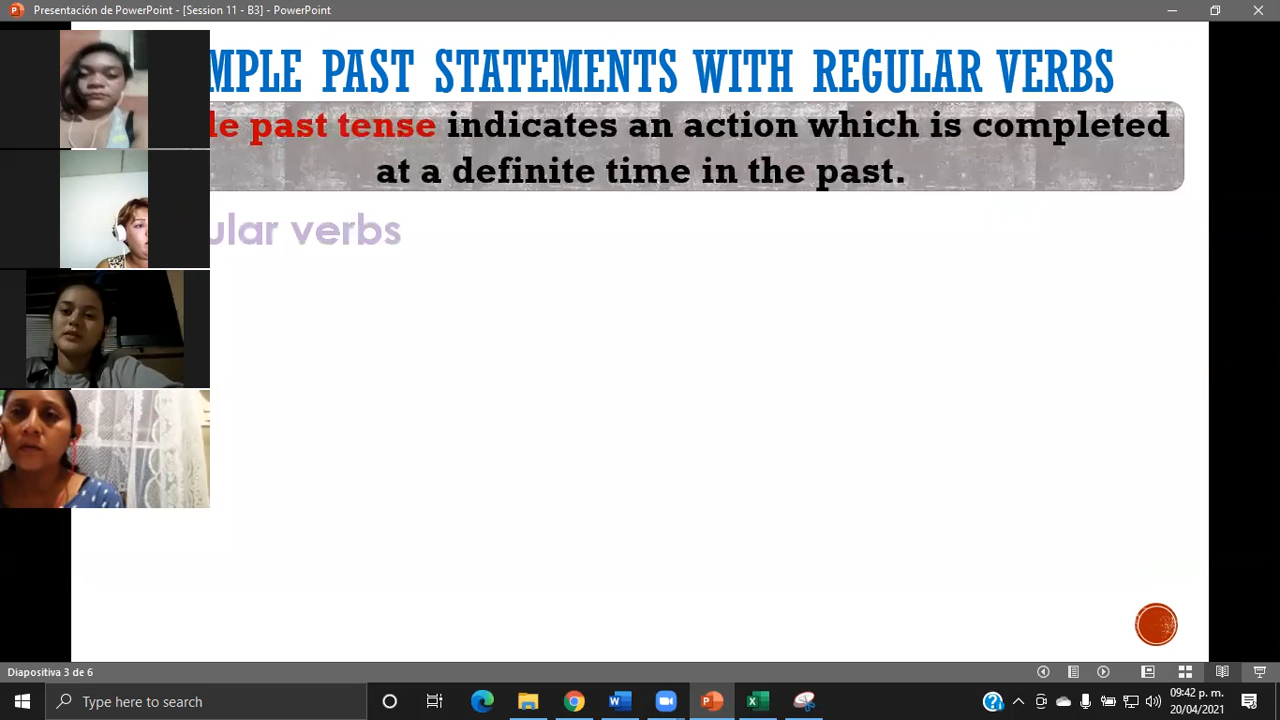 Presentación de PowerPoint - [Session 11 - B3] - PowerPoint
MPLE PAST STATEMENTS WITH REGULAR VERBS
le past tense indicates an action which is completed
at a definite time in the past.
ular verbs
Diapositiva 3 de 6
Type here to search
09:42 p. m.
20/04/2021